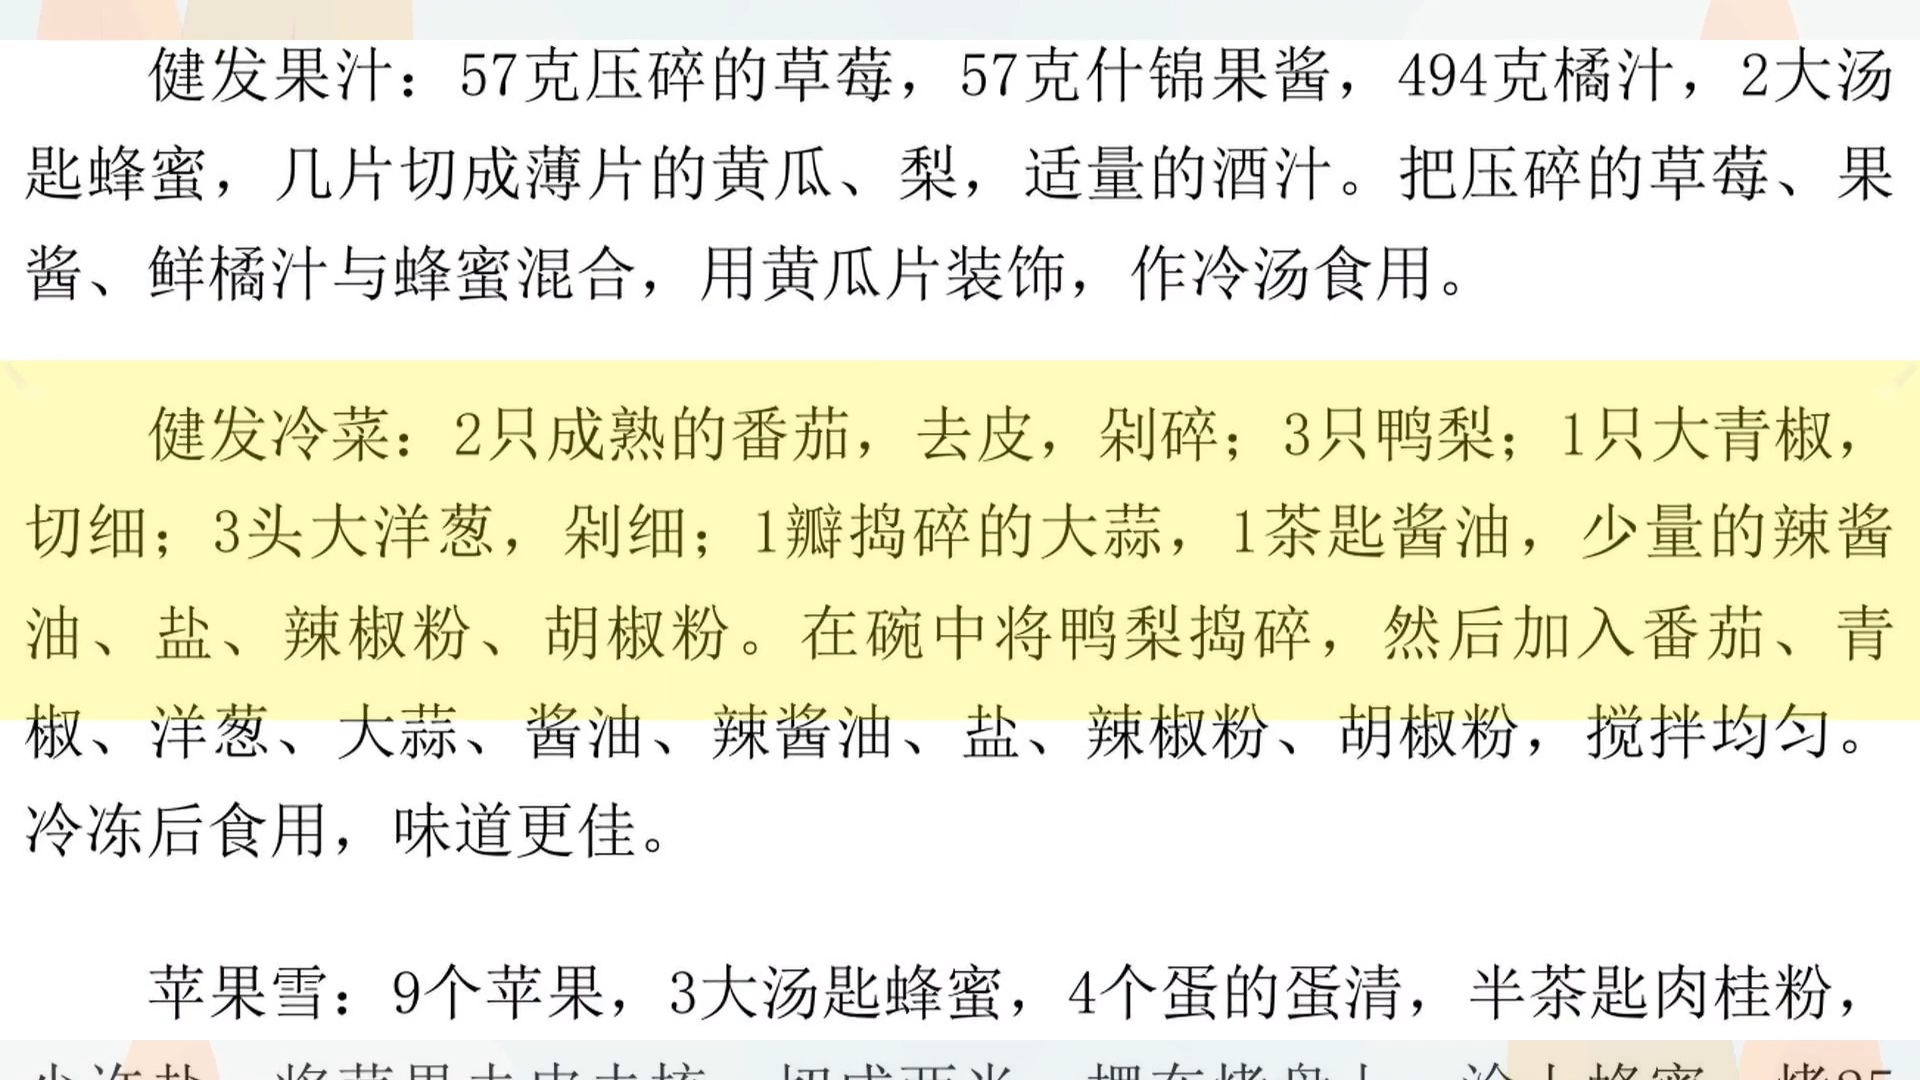 健发果汁：57克压碎的草莓，57克什锦果酱，494克橘汁，2大汤
匙蜂蜜，几片切成薄片的黄瓜、梨，适量的酒汁。把压碎的草莓、果
酱、鲜橘汁与蜂蜜混合，用黄瓜片装饰，作冷汤食用。
健发冷菜：2只成熟的番茄，去皮，剁碎；3只鸭梨；1只大青椒，
切细；3头大洋葱，剁细；1瓣捣碎的大蒜，1茶匙酱油，少量的辣酱
油、盐、辣椒粉、胡椒粉。在碗中将鸭梨捣碎，然后加入番茄、青
椒、洋葱、大蒜、酱油、辣酱油、盐、辣椒粉、胡椒粉，搅拌均匀。
冷冻后食用，味道更佳。
苹果雪：9个苹果，3大汤匙蜂蜜，4个蛋的蛋清，半茶匙肉桂粉，